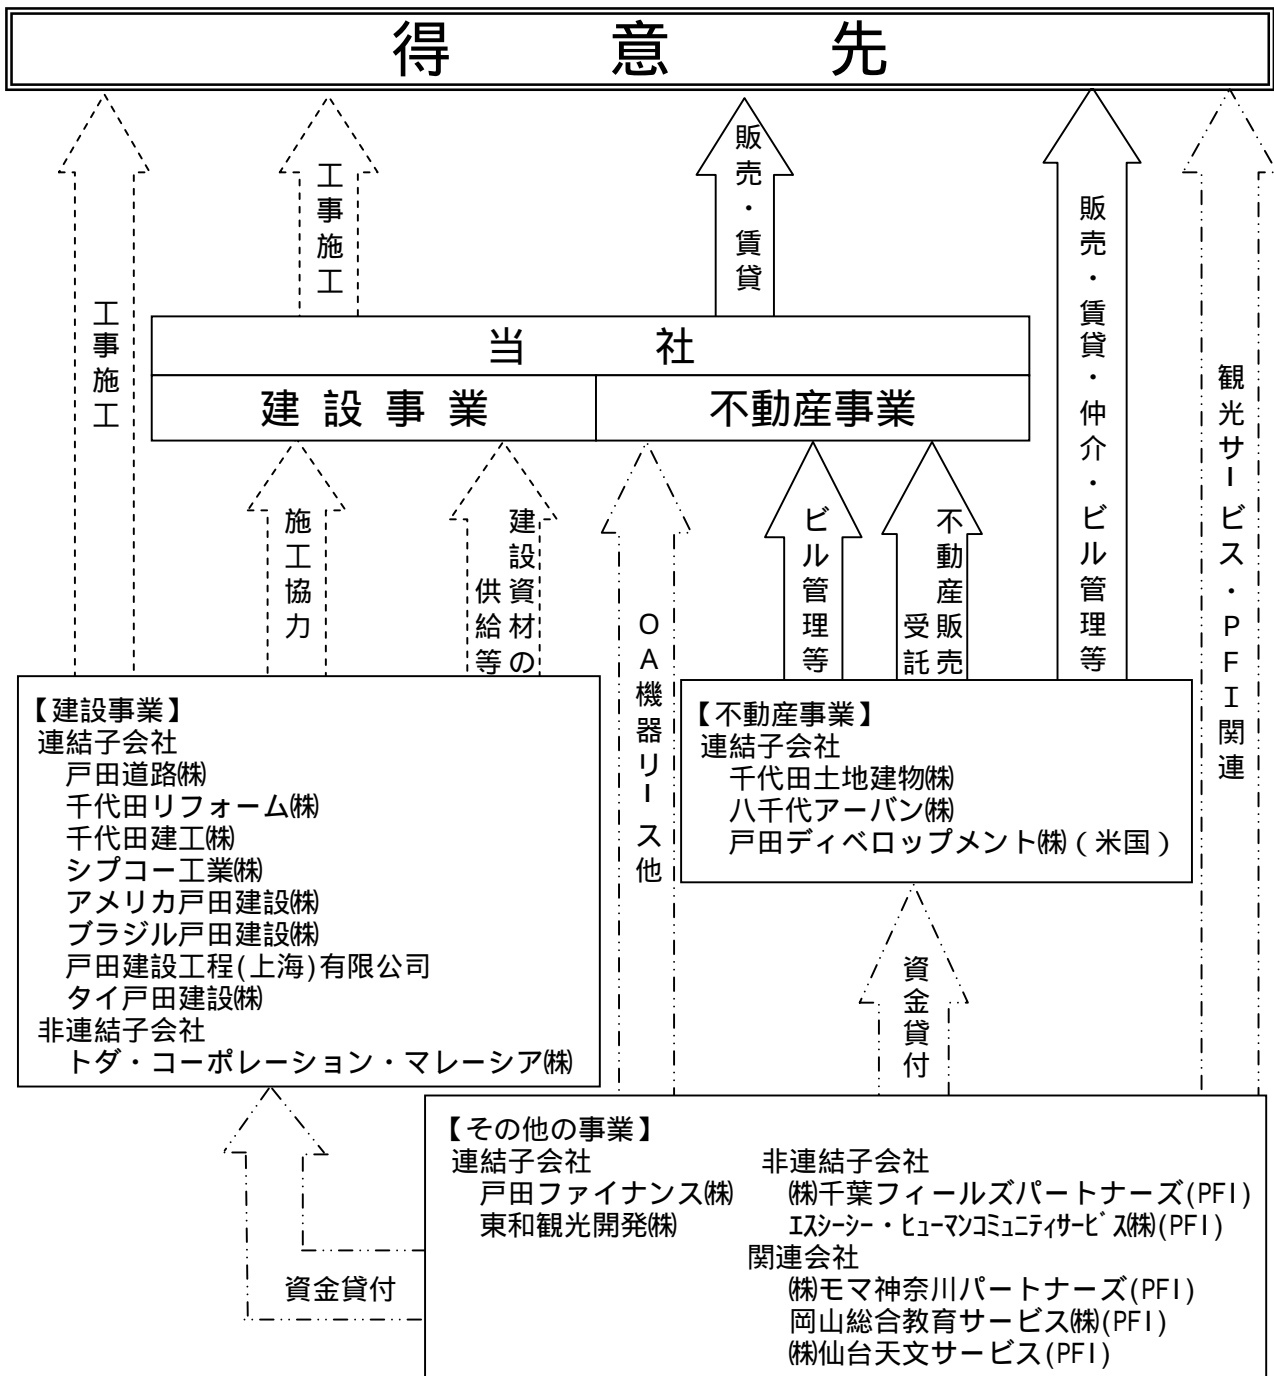 得意先
工事施工
工事施工
販売・賃貸
販売・賃貸・仲介・ビル管理等
観光サービス・PFI関連
当社
建設事業
不動産事業
施工協力
建設資材の
供給等
OA機器リース他
ビル管理等
不動産販売
受託
【建設事業】
連結子会社
戸田道路㈱
千代田リフォーム㈱
千代田建工㈱
シプコー工業㈱
アメリカ戸田建設㈱
ブラジル戸田建設㈱
戸田建設工程(上海)有限公司
タイ戸田建設㈱
非連結子会社
トダ・コーポレーション・マレーシア㈱
【不動産事業】
連結子会社
千代田土地建物㈱
八千代アーバン㈱
戸田ディベロップメント㈱(米国)
資金貸付
資金貸付
【その他の事業】
連結子会社
戸田ファイナンス㈱
東和観光開発㈱
非連結子会社
㈱千葉フィールズパートナーズ(PFI)
エスシーシー・ヒューマンコミュニティサービス㈱(PFI)
関連会社
㈱モマ神奈川パートナーズ(PFI)
岡山総合教育サービス㈱(PFI)
㈱仙台天文サービス(PFI)